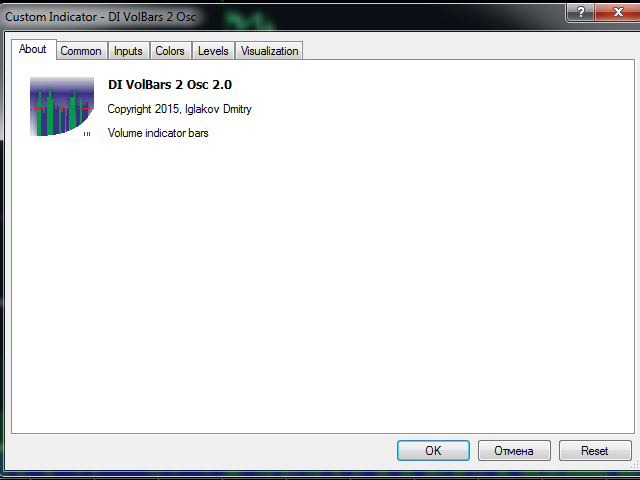 Custom Indicator - DI VolBars 2 Osc
About Common Inputs Colors Levels Visualization
DI VolBars 2 Osc 2.0
Copyright 2015, Iglakov Dmitry
Volume indicator bars
OK Отмена Reset